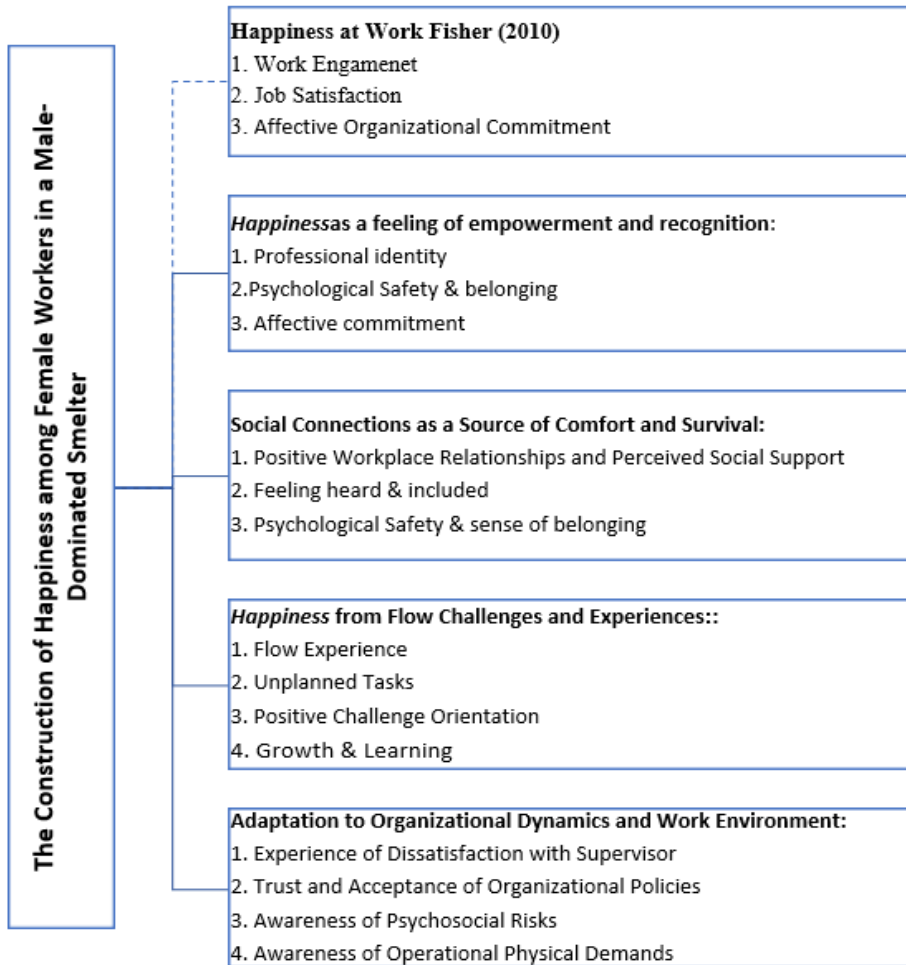 The Construction of Happiness among Female Workers in a Male-
Dominated Smelter
Happiness at Work Fisher (2010)
1. Work Engamenet
2. Job Satisfaction
3. Affective Organizational Commitment
Happinessas a feeling of empowerment and recognition:
1. Professional identity
2.Psychological Safety & belonging
3. Affective commitment
Social Connections as a Source of Comfort and Survival:
1. Positive Workplace Relationships and Perceived Social Support
2. Feeling heard & included
3. Psychological Safety & sense of belonging
Happiness from Flow Challenges and Experiences::
1. Flow Experience
2. Unplanned Tasks
3. Positive Challenge Orientation
4. Growth & Learning
Adaptation to Organizational Dynamics and Work Environment:
1. Experience of Dissatisfaction with Supervisor
2. Trust and Acceptance of Organizational Policies
3. Awareness of Psychosocial Risks
4. Awareness of Operational Physical Demands